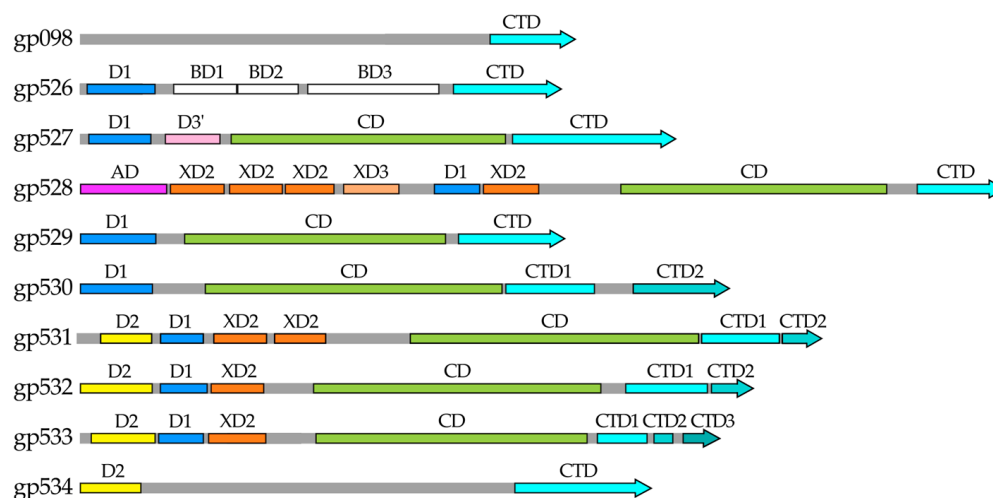 CTD
gp098
D1 BD1 BD2 BD3 CTD
gp526
D1 D3' CD CTD
gp527
AD XD2 XD2 XD2 XD3 D1 XD2 CD CTD
gp528
D1 CD CTD
gp529
D1 CD CTD1 CTD2
gp530
D2 D1 XD2 XD2 CD CTD1 CTD2
gp531
D2 D1 XD2 CD CTD1 CTD2
gp532
D2 D1 XD2 CD CTD1 CTD2 CTD3
gp533
D2 CTD
gp534